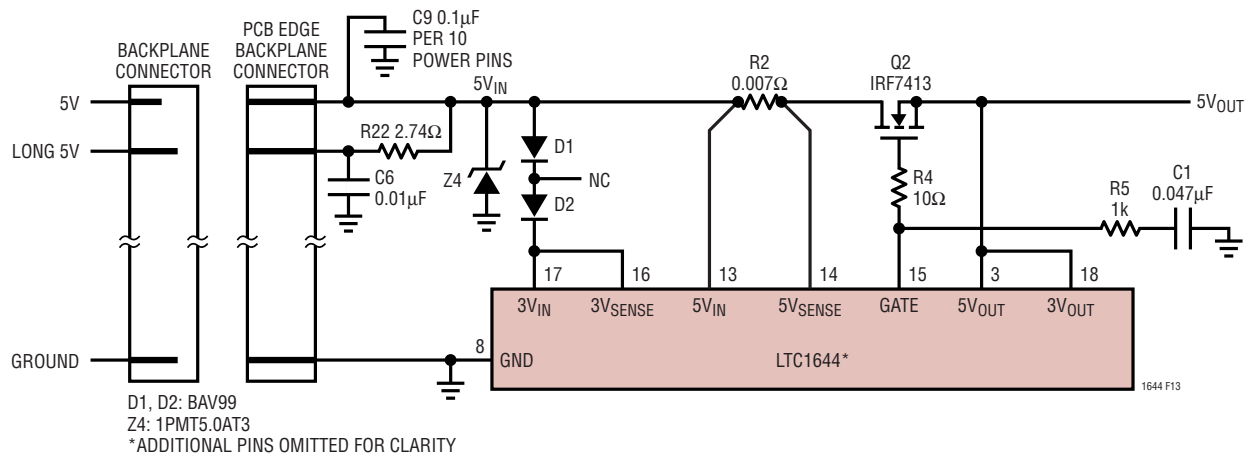 C9 0.1µF
PER 10
POWER PINS
BACKPLANE
CONNECTOR
PCB EDGE
BACKPLANE
CONNECTOR
5VIN
R2
0.007Ω
Q2
IRF7413
5V
5VOUT
LONG 5V
R22 2.74Ω
C6
0.01µF
Z4
D1
NC
D2
R4
10Ω
R5
1k
C1
0.047µF
17
16
13
14
15
3
18
3VIN
3VSENSE
5VIN
5VSENSE
GATE
5VOUT
3VOUT
GROUND
8
GND
LTC1644*
1644 F13
D1, D2: BAV99
Z4: 1PMT5.0AT3
*ADDITIONAL PINS OMITTED FOR CLARITY